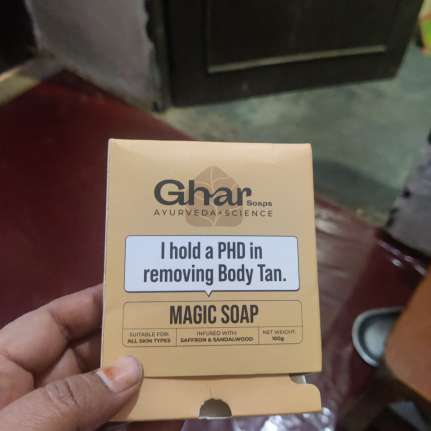 Ghar Soaps
AYURVEDA+SCIENCE
I hold a PHD in
removing Body Tan.
MAGIC SOAP
SUITABLE FOR:
ALL SKIN TYPES
INFUSED WITH
SAFFRON & SANDALWOOD
NET WEIGHT:
100g